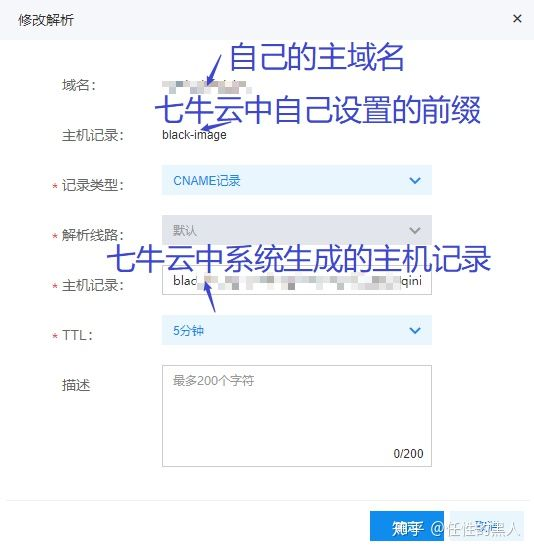 修改解析 ×
自己的主域名
域名：
七牛云中自己设置的前缀
主机记录： black-image
* 记录类型： CNAME记录
* 解析线路： 默认
七牛云中系统生成的主机记录
* 主机记录： blac qini
* TTL： 5分钟
描述 最多200个字符
0/200
知乎 @任性的黑人